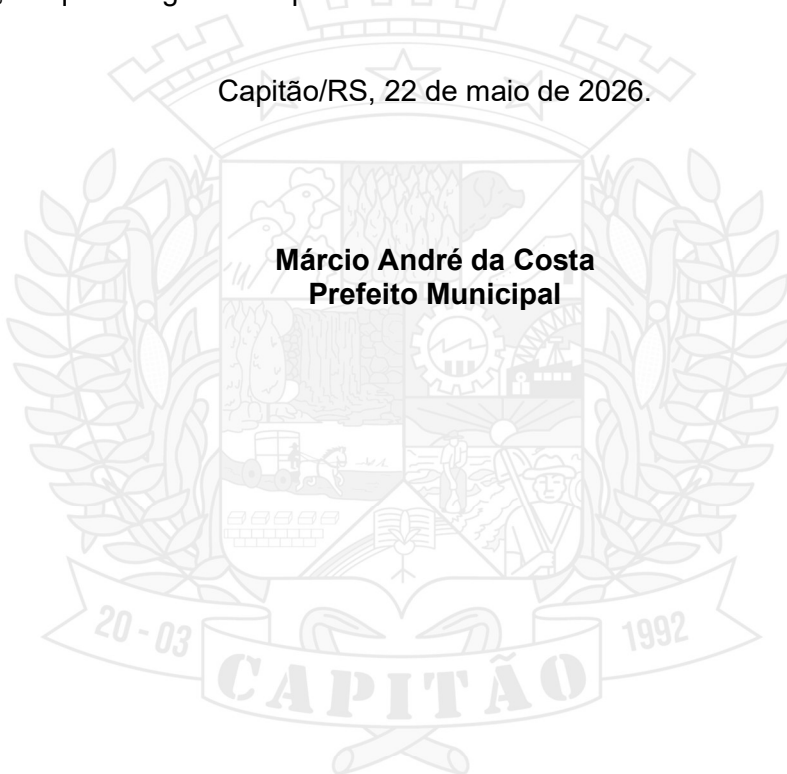 Capitão/RS, 22 de maio de 2026.
Márcio André da Costa
Prefeito Municipal
20 - 03
1992
CAPITÃO